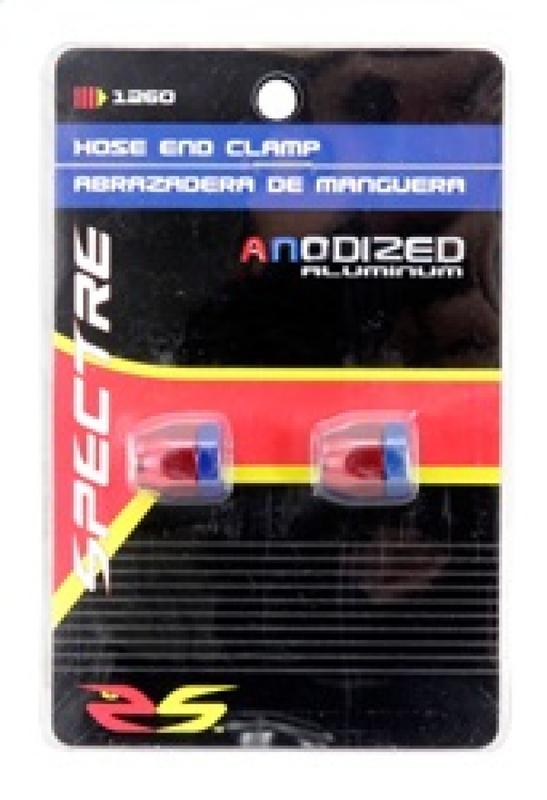 1260
HOSE END CLAMP
ABRAZADERA DE MANGUERA
ANODIZED
ALUMINUM
SPECTRE